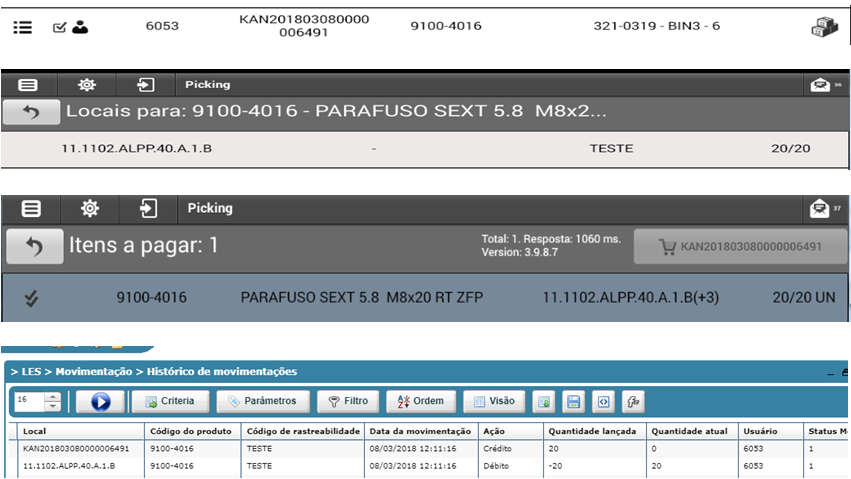 6053 KAN201803080000 9100-4016 321-0319 - BIN3 - 6
006491
Picking 36
Locais para: 9100-4016 - PARAFUSO SEXT 5.8 M8x2...
11.1102.ALPP.40.A.1.B - TESTE 20/20
Picking 37
Itens a pagar: 1 Total: 1. Resposta: 1060 ms. KAN201803080000006491
Version: 3.9.8.7
9100-4016 PARAFUSO SEXT 5.8 M8x20 RT ZFP 11.1102.ALPP.40.A.1.B(+3) 20/20 UN
> LES > Movimentação > Histórico de movimentações
16 Criteria Parâmetros Filtro Ordem Visão
Local Código do produto Código de rastreabilidade Data da movimentação Ação Quantidade lançada Quantidade atual Usuário Status M
KAN201803080000006491 9100-4016 TESTE 08/03/2018 12:11:16 Crédito 20 0 6053 1
11.1102.ALPP.40.A.1.B 9100-4016 TESTE 08/03/2018 12:11:16 Débito -20 20 6053 1